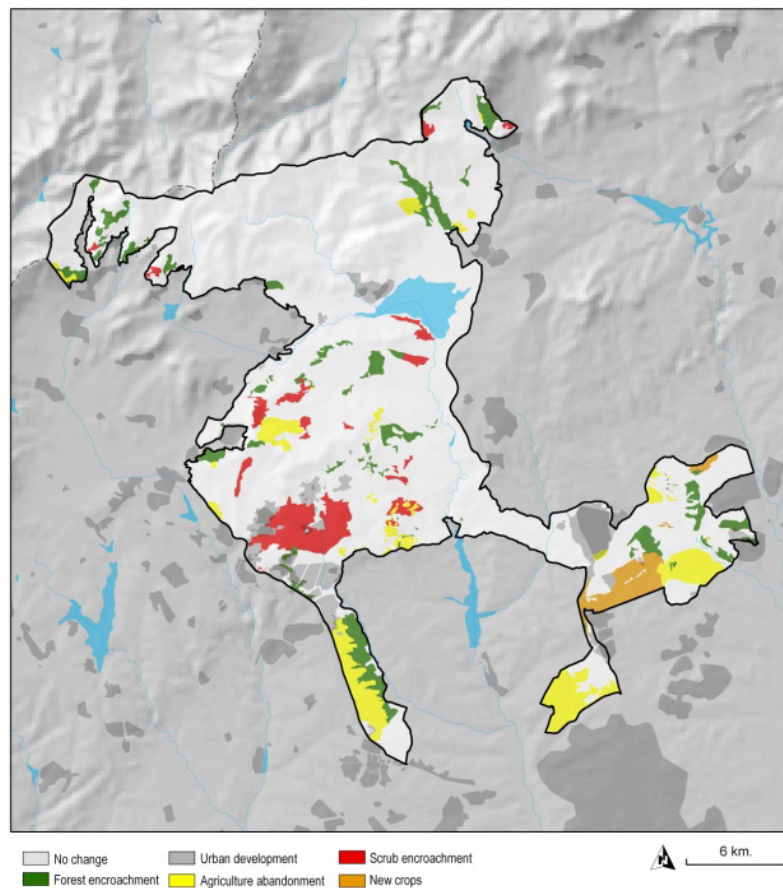 No change
Urban development
Scrub encroachment
6 km.
Forest encroachment
Agriculture abandonment
New crops